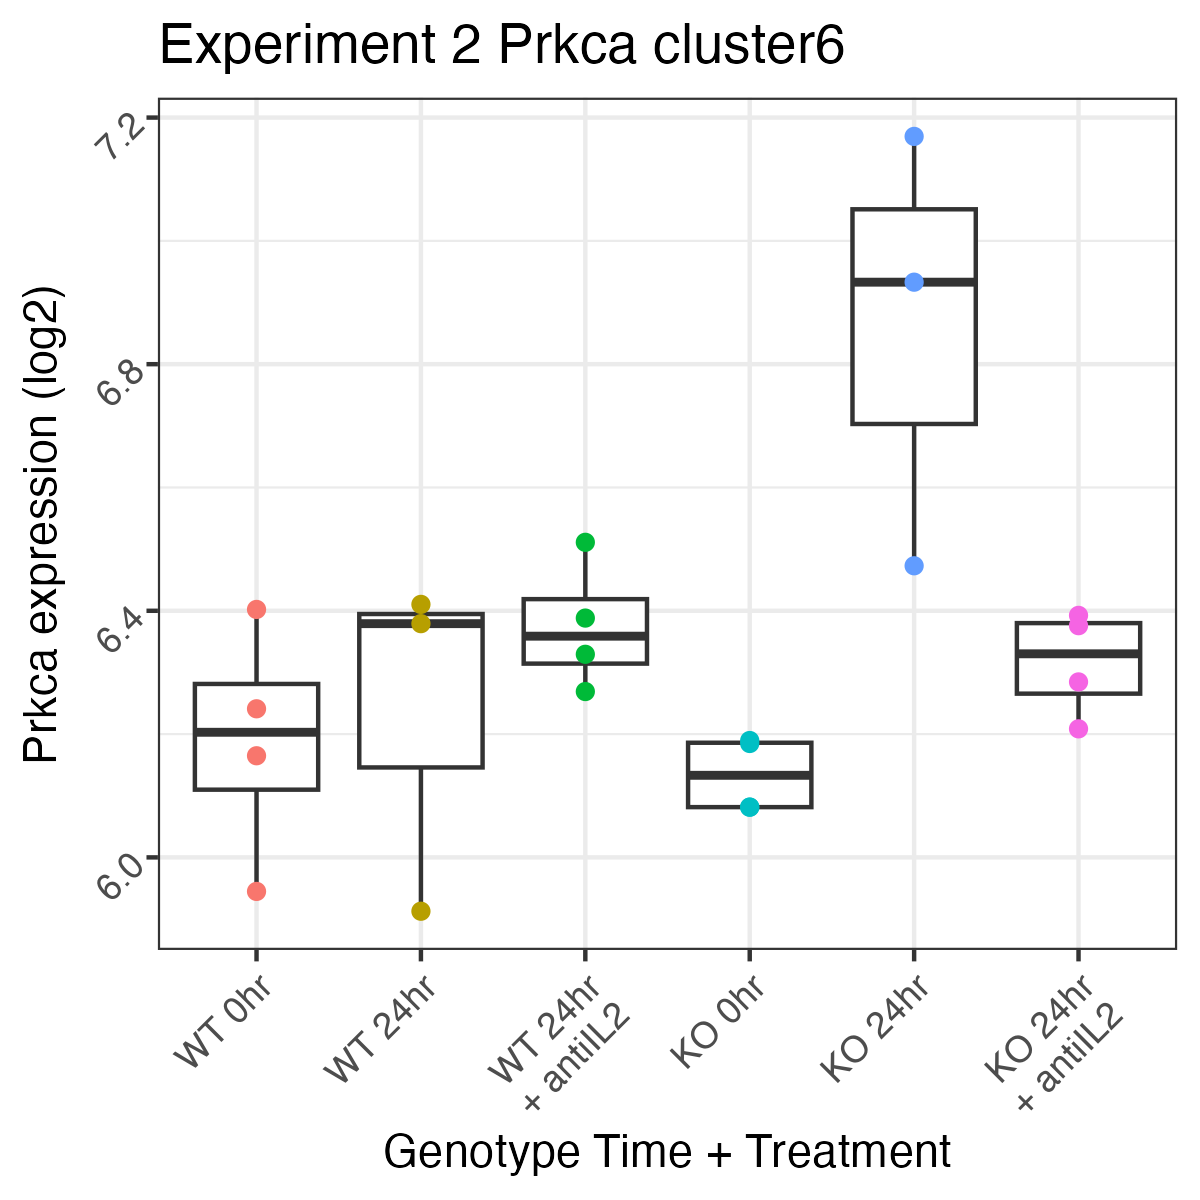 Experiment 2 Prkca cluster6
Prkca expression (log2)
7.2
6.8
6.4
6.0
WT 0hr
WT 24hr
WT 24hr
+ antiIL2
KO 0hr
KO 24hr
KO 24hr
+ antiIL2
Genotype Time + Treatment